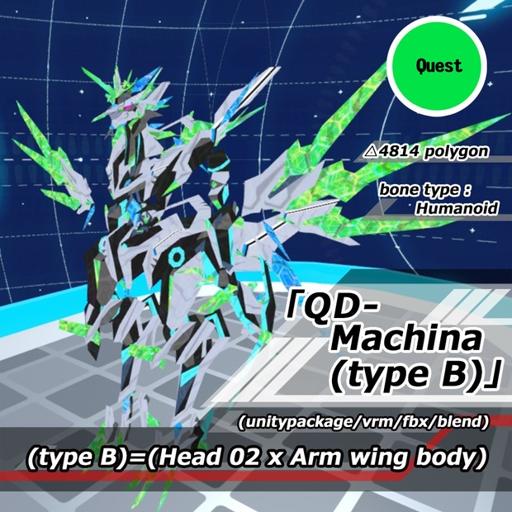 Quest
△4814 polygon
bone type :
Humanoid
「QD-
Machina
(type B)」
(unitypackage/vrm/fbx/blend)
(type B)=(Head 02 x Arm wing body)